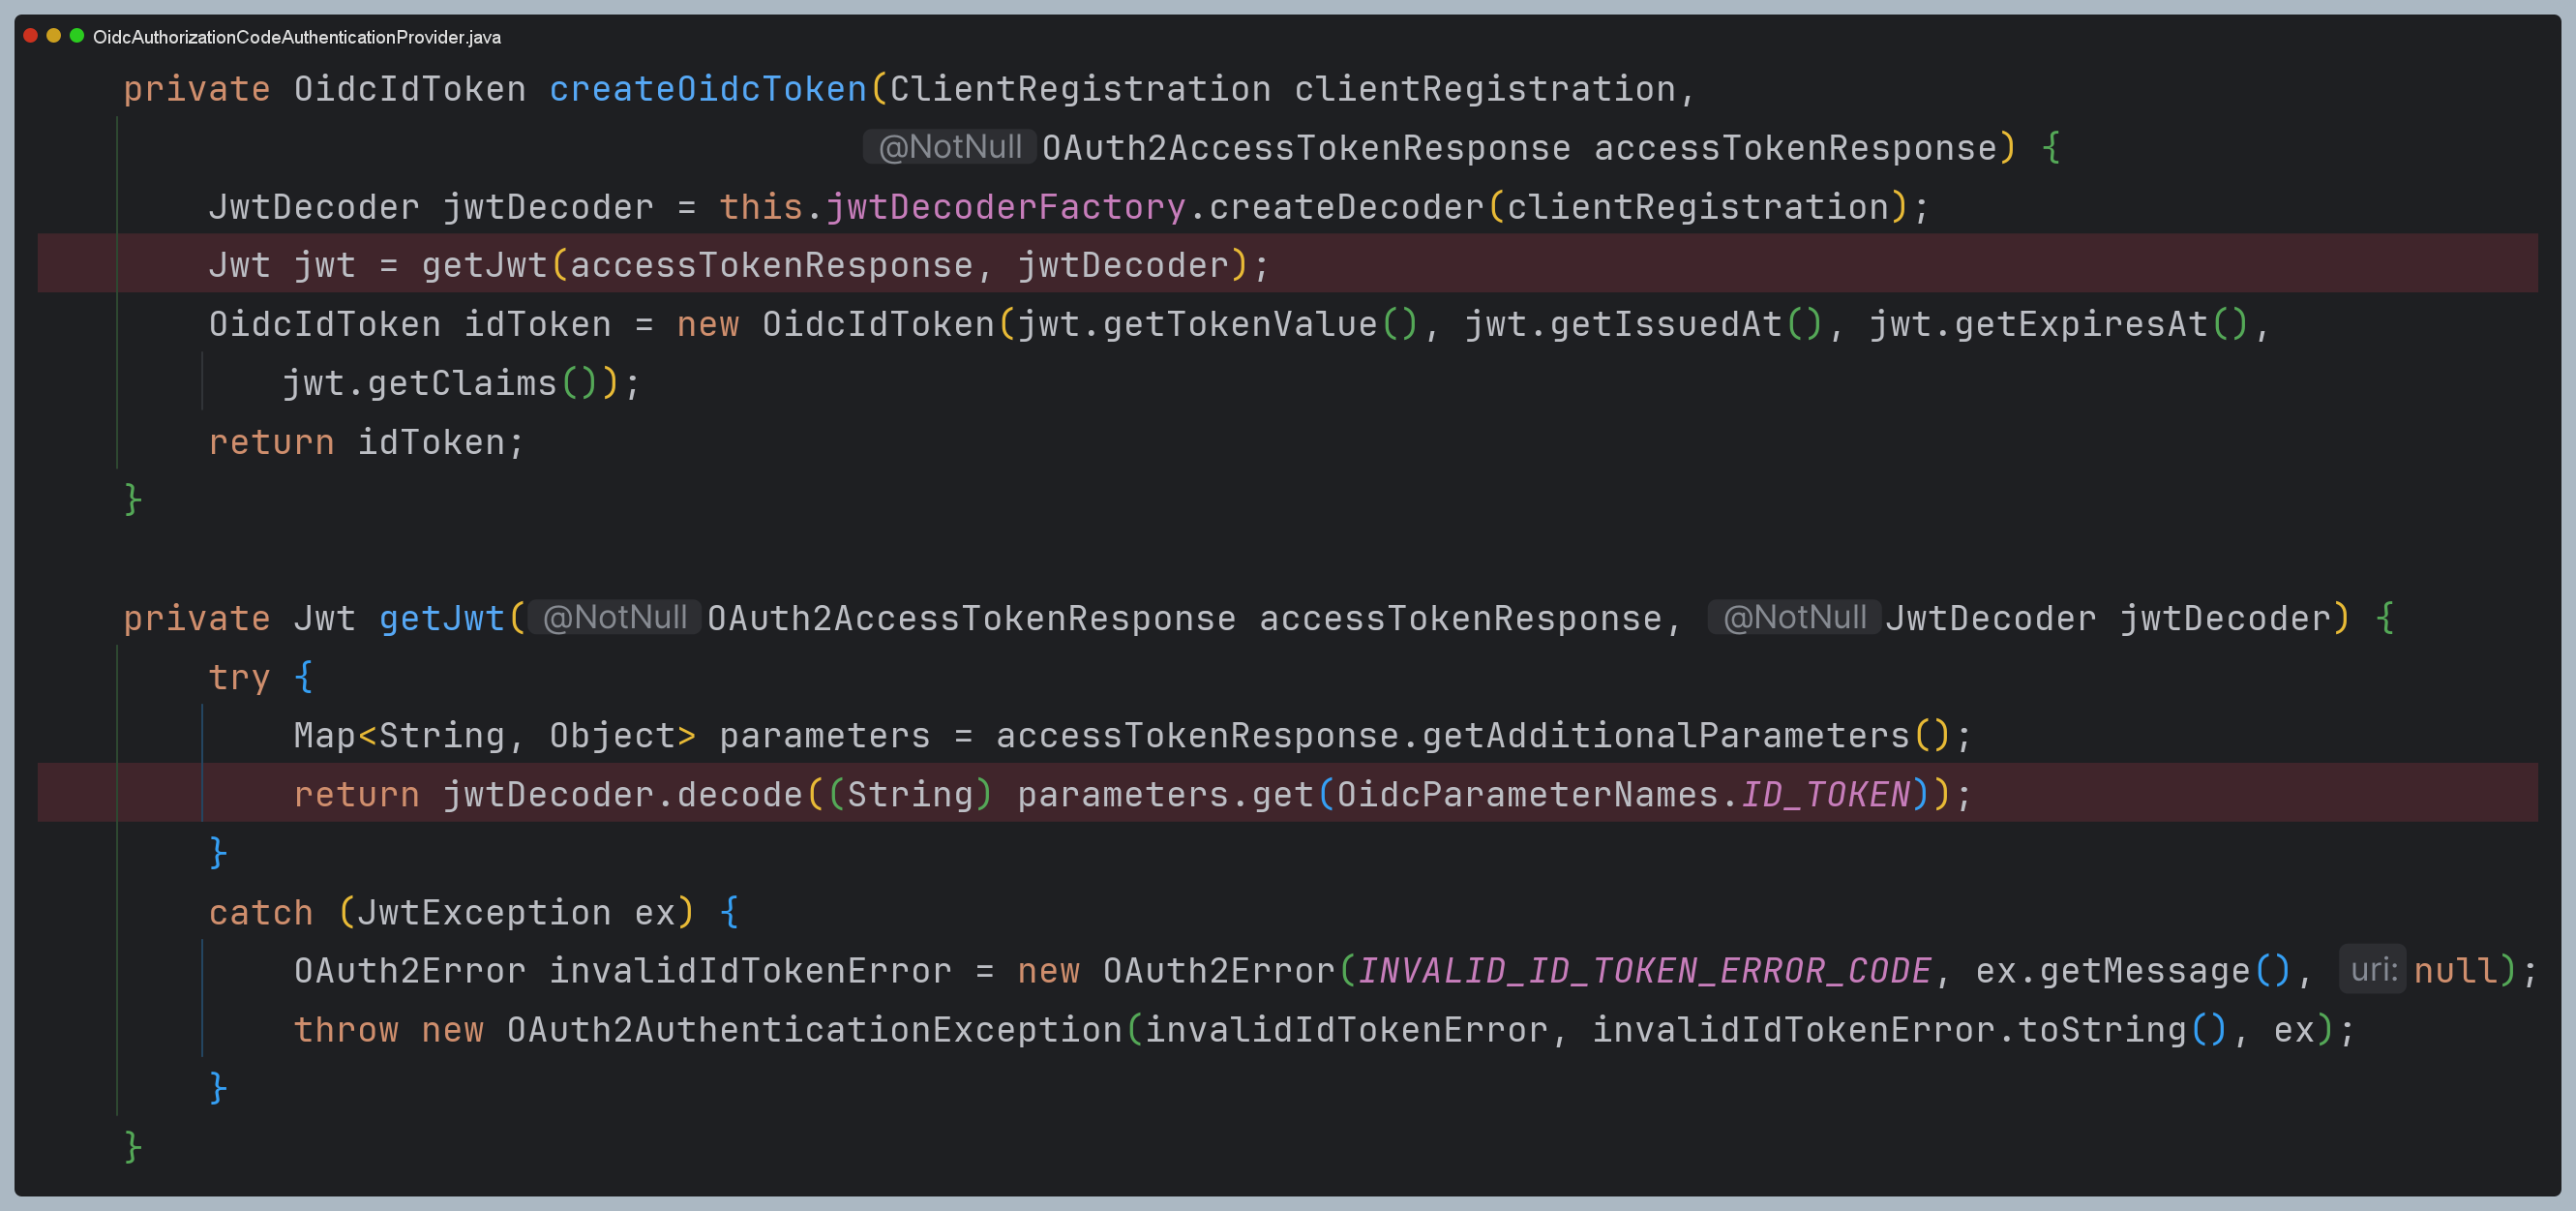 OidcAuthorizationCodeAuthenticationProvider.java
private OidcIdToken createOidcToken(ClientRegistration clientRegistration,
@NotNull OAuth2AccessTokenResponse accessTokenResponse) {
JwtDecoder jwtDecoder = this.jwtDecoderFactory.createDecoder(clientRegistration);
Jwt jwt = getJwt(accessTokenResponse, jwtDecoder);
OidcIdToken idToken = new OidcIdToken(jwt.getTokenValue(), jwt.getIssuedAt(), jwt.getExpiresAt(),
jwt.getClaims());
return idToken;
}
private Jwt getJwt( @NotNull OAuth2AccessTokenResponse accessTokenResponse, @NotNull JwtDecoder jwtDecoder) {
try {
Map<String, Object> parameters = accessTokenResponse.getAdditionalParameters();
return jwtDecoder.decode((String) parameters.get(OidcParameterNames.ID_TOKEN));
}
catch (JwtException ex) {
OAuth2Error invalidIdTokenError = new OAuth2Error(INVALID_ID_TOKEN_ERROR_CODE, ex.getMessage(), uri: null);
throw new OAuth2AuthenticationException(invalidIdTokenError, invalidIdTokenError.toString(), ex);
}
}